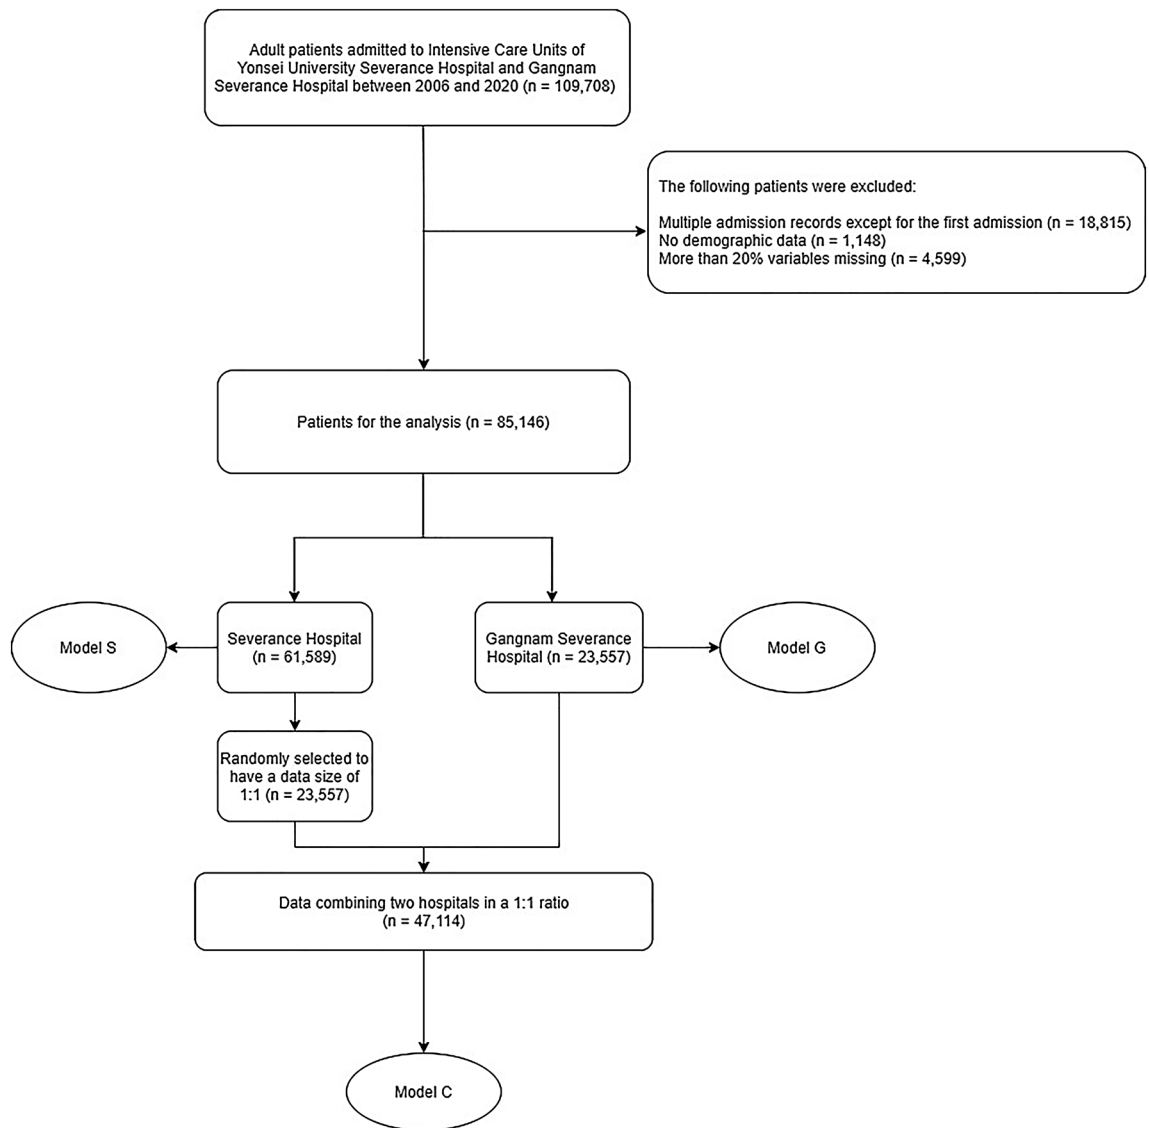 Adult patients admitted to Intensive Care Units of
Yonsei University Severance Hospital and Gangnam
Severance Hospital between 2006 and 2020 (n = 109,708)
The following patients were excluded:
Multiple admission records except for the first admission (n = 18,815)
No demographic data (n = 1,148)
More than 20% variables missing (n = 4,599)
Patients for the analysis (n = 85,146)
Model S
Severance Hospital
(n = 61,589)
Gangnam Severance
Hospital (n = 23,557)
Model G
Randomly selected to
have a data size of
1:1 (n = 23,557)
Data combining two hospitals in a 1:1 ratio
(n = 47,114)
Model C